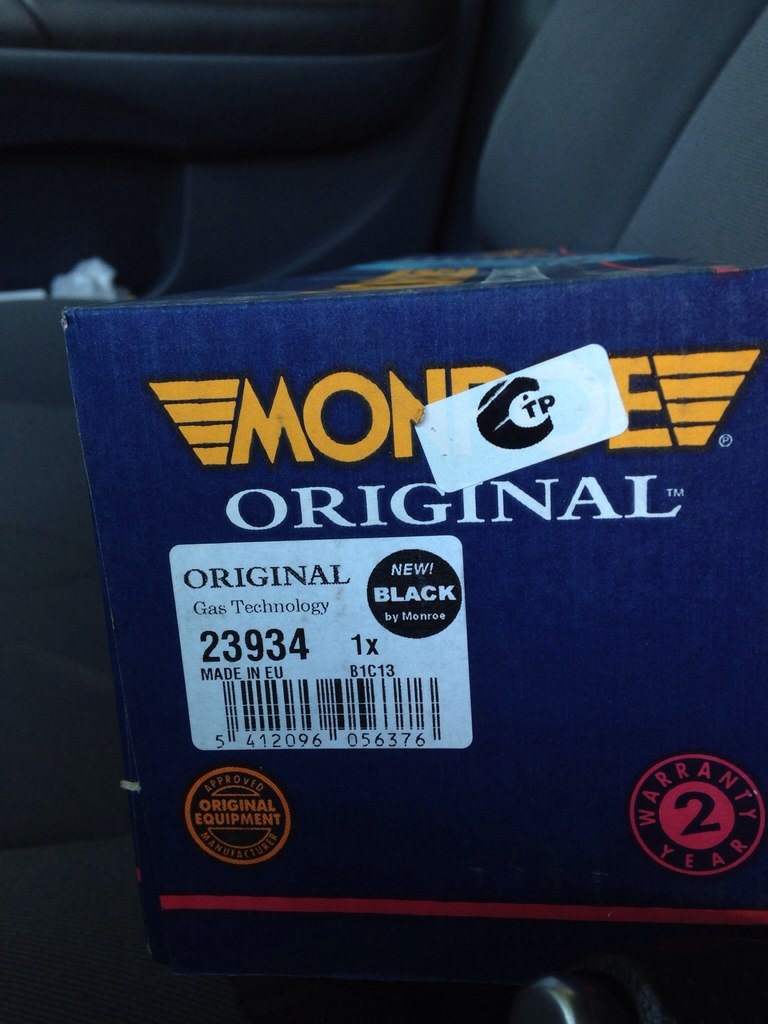 MONROE
TP
ORIGINAL™
ORIGINAL
Gas Technology
NEW!
BLACK
by Monroe
23934 1x
MADE IN EU B1C13
5 412096 056376
APPROVED
ORIGINAL
EQUIPMENT
MANUFACTURER
WARRANTY
2
YEAR